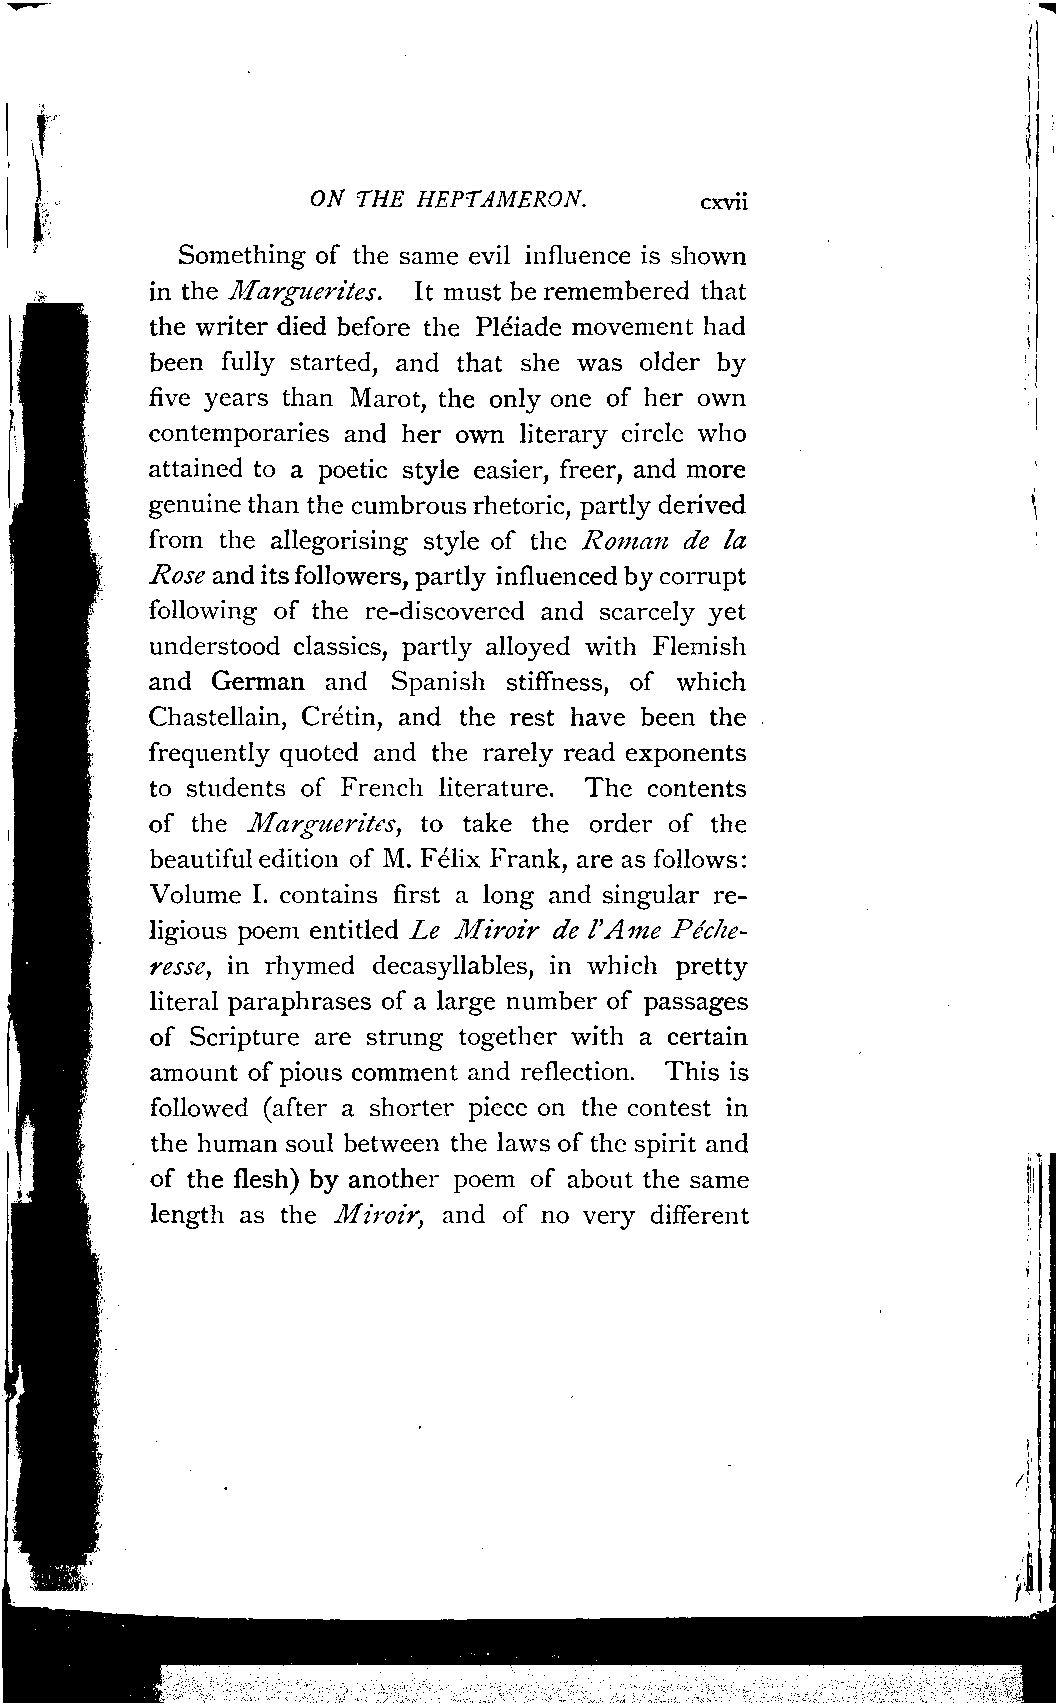 ON THE HEPTAMERON. cxvii
Something of the same evil influence is shown
in the Marguerites. It must be remembered that
the writer died before the Pléiade movement had
been fully started, and that she was older by
five years than Marot, the only one of her own
contemporaries and her own literary circle who
attained to a poetic style easier, freer, and more
genuine than the cumbrous rhetoric, partly derived
from the allegorising style of the Roman de la
Rose and its followers, partly influenced by corrupt
following of the re-discovered and scarcely yet
understood classics, partly alloyed with Flemish
and German and Spanish stiffness, of which
Chastellain, Crétin, and the rest have been the
frequently quoted and the rarely read exponents
to students of French literature. The contents
of the Marguerites, to take the order of the
beautiful edition of M. Félix Frank, are as follows:
Volume I. contains first a long and singular re-
ligious poem entitled Le Miroir de l'Ame Péche-
resse, in rhymed decasyllables, in which pretty
literal paraphrases of a large number of passages
of Scripture are strung together with a certain
amount of pious comment and reflection. This is
followed (after a shorter piece on the contest in
the human soul between the laws of the spirit and
of the flesh) by another poem of about the same
length as the Miroir, and of no very different